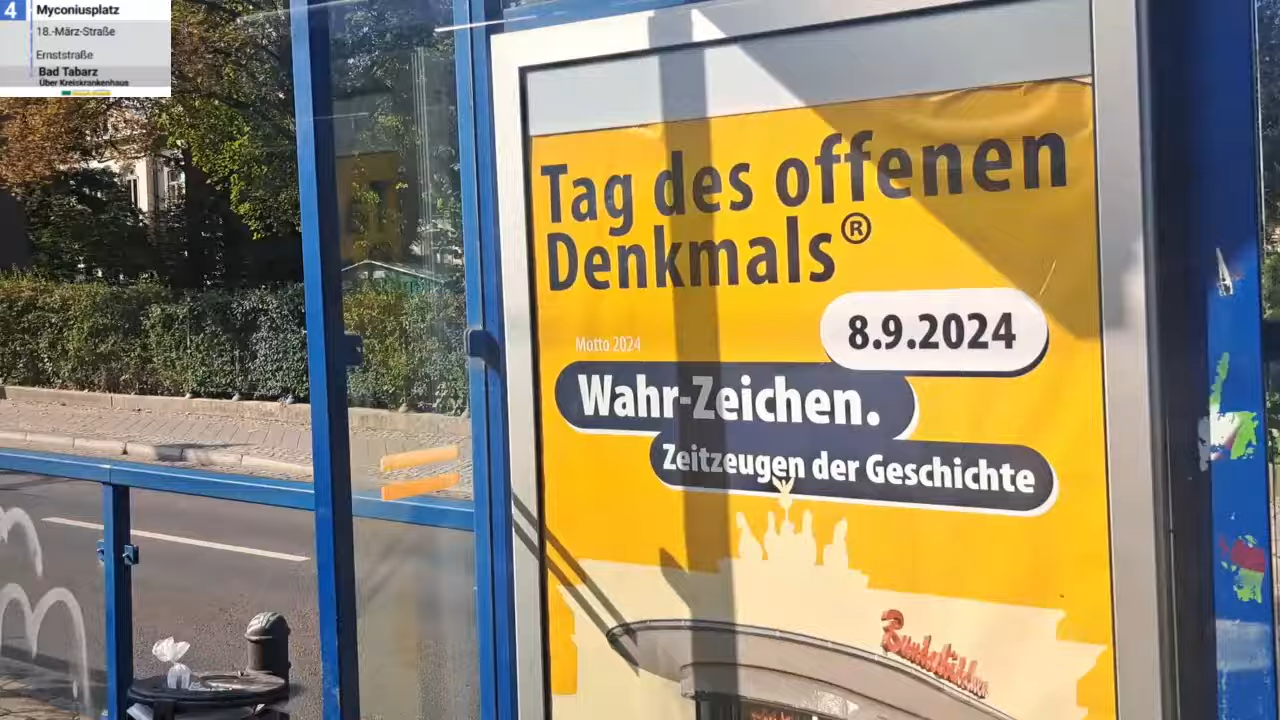 4 Myconiusplatz
18.-März-Straße
Ernststraße
Bad Tabarz
Über Kreiskrankenhaus
Tag des offenen
Denkmals®
8.9.2024
Motto 2024
Wahr-Zeichen.
Zeitzeugen der Geschichte